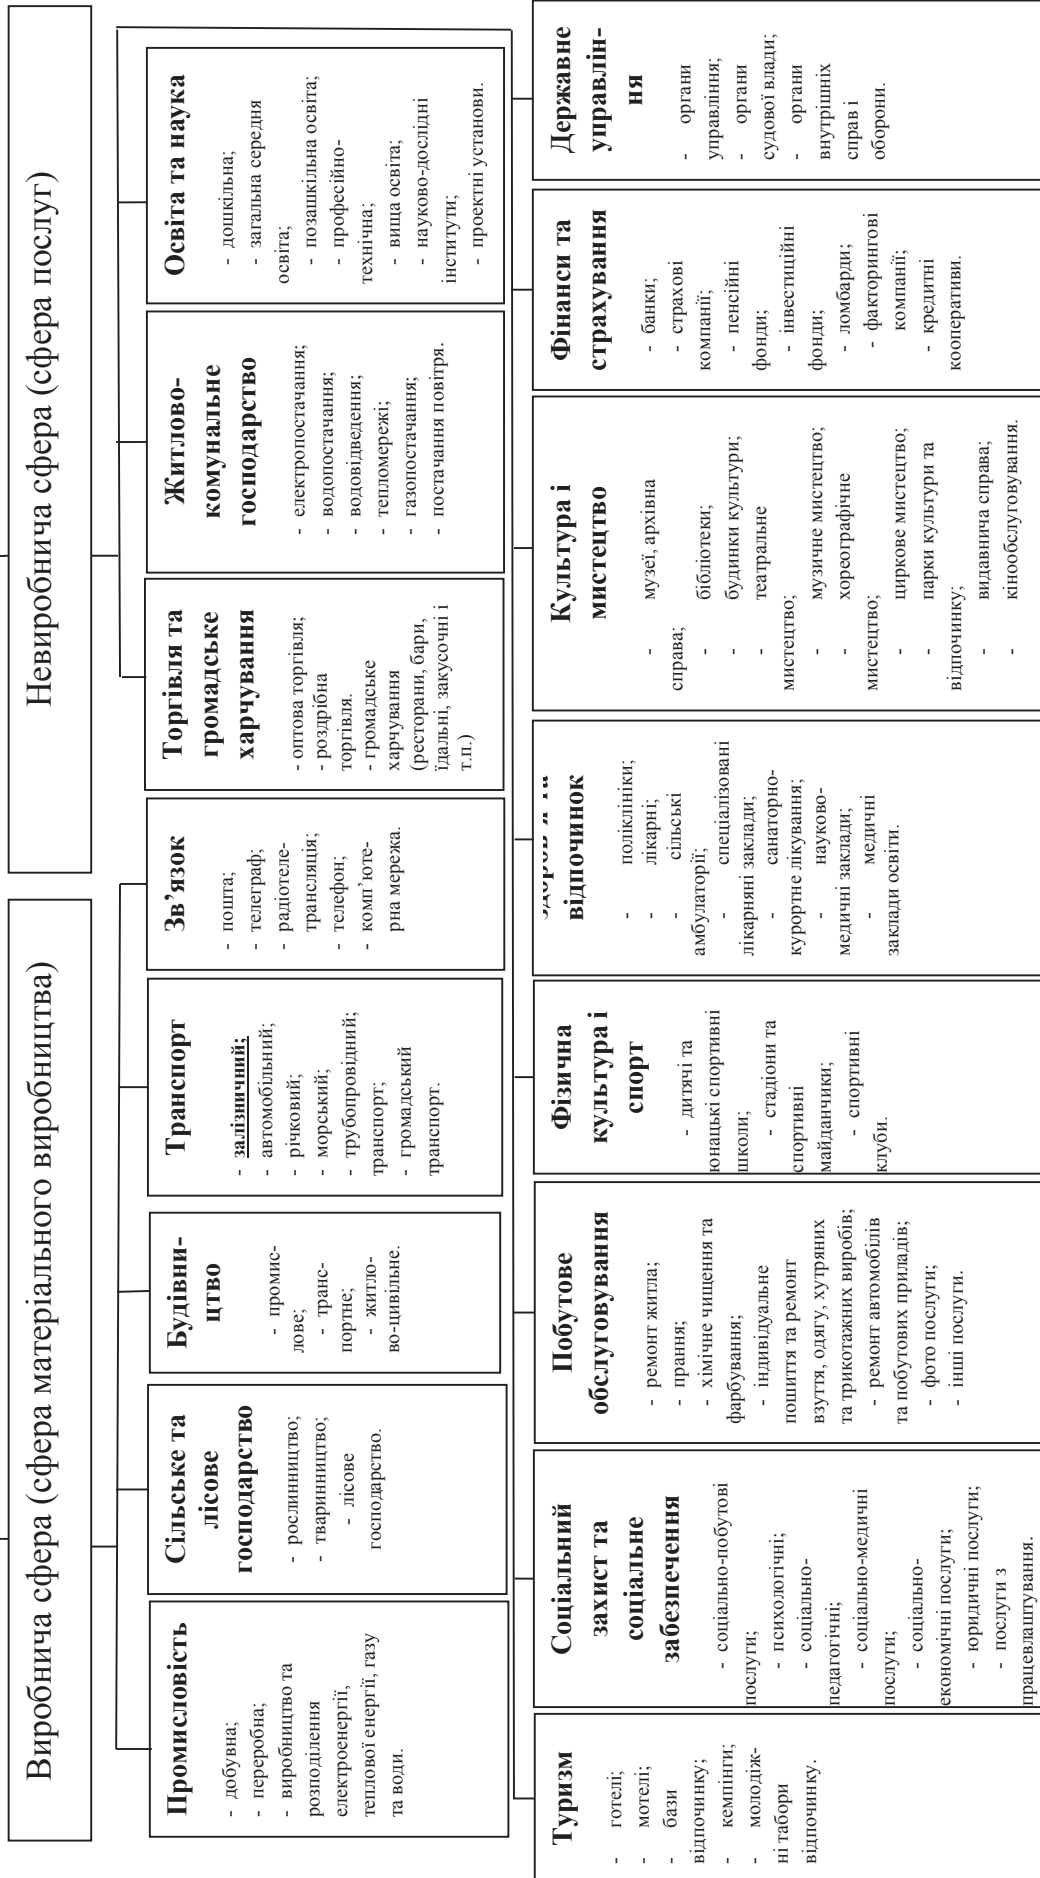 Виробнича сфера (сфера матеріального виробництва)
Невиробнича сфера (сфера послуг)
Промисловість
- добувна;
- переробна;
- виробництво та
розподілення
електроенергії,
теплової енергії, газу
та води.
Сільське та
лісове
господарство
- рослинництво;
- тваринництво;
- лісове
господарство.
Будівни-
цтво
- промис-
лове;
- транс-
портне;
- житло-
во-цивільне.
Транспорт
- залізничний;
- автомобільний;
- річковий;
- морський;
- трубопровідний;
транспорт;
- громадський
транспорт.
Зв’язок
- пошта;
- телеграф;
- радіотеле-
трансляція;
- телефон;
- комп’юте-
рна мережа.
Торгівля та
громадське
харчування
- оптова торгівля;
- роздрібна
торгівля.
- громадське
харчування
(ресторани, бари,
їдальні, закусочні і
т.п.)
Житлово-
комунальне
господарство
- електропостачання;
- водопостачання;
- водовідведення;
- тепломережі;
- газопостачання;
- постачання повітря.
Освіта та наука
- дошкільна;
- загальна середня
освіта;
- позашкільна освіта;
- професійно-
технічна;
- вища освіта;
- науково-дослідні
інститути;
- проектні установи.
Туризм
- готелі;
- мотелі;
- бази
відпочинку;
- кемпінги;
- молодіж-
ні табори
відпочинку.
Соціальний
захист та
соціальне
забезпечення
- соціально-побутові
послуги;
- психологічні;
- соціально-
педагогічні;
- соціально-медичні
послуги;
- соціально-
економічні послуги;
- юридичні послуги;
- послуги з
працевлаштування.
Побутове
обслуговування
- ремонт житла;
- прання;
- хімічне чищення та
фарбування;
- індивідуальне
пошиття та ремонт
взуття, одягу, хутряних
та трикотажних виробів;
- ремонт автомобілів
та побутових приладів;
- фото послуги;
- інші послуги.
Фізична
культура і
спорт
- дитячі та
юнацькі спортивні
школи;
- стадіони та
спортивні
майданчики;
- спортивні
клуби.
відпочинок
- поліклініки;
- лікарні;
- сільські
амбулаторії;
- спеціалізовані
лікарняні заклади;
- санаторно-
курортне лікування;
- науково-
медичні заклади;
- медичні
заклади освіти.
Культура і
мистецтво
- музеї, архівна
справа;
- бібліотеки;
- будинки культури;
- театральне
мистецтво;
- музичне мистецтво;
- хореографічне
мистецтво;
- циркове мистецтво;
- парки культури та
відпочинку;
- видавнича справа;
- кінообслуговування.
Фінанси та
страхування
- банки;
- страхові
компанії;
- пенсійні
фонди;
- інвестиційні
фонди;
- ломбарди;
- факторингові
компанії;
- кредитні
кооперативи.
Державне
управлін-
ня
- органи
управління;
- органи
судової влади;
- органи
внутрішніх
справ і
оборони.